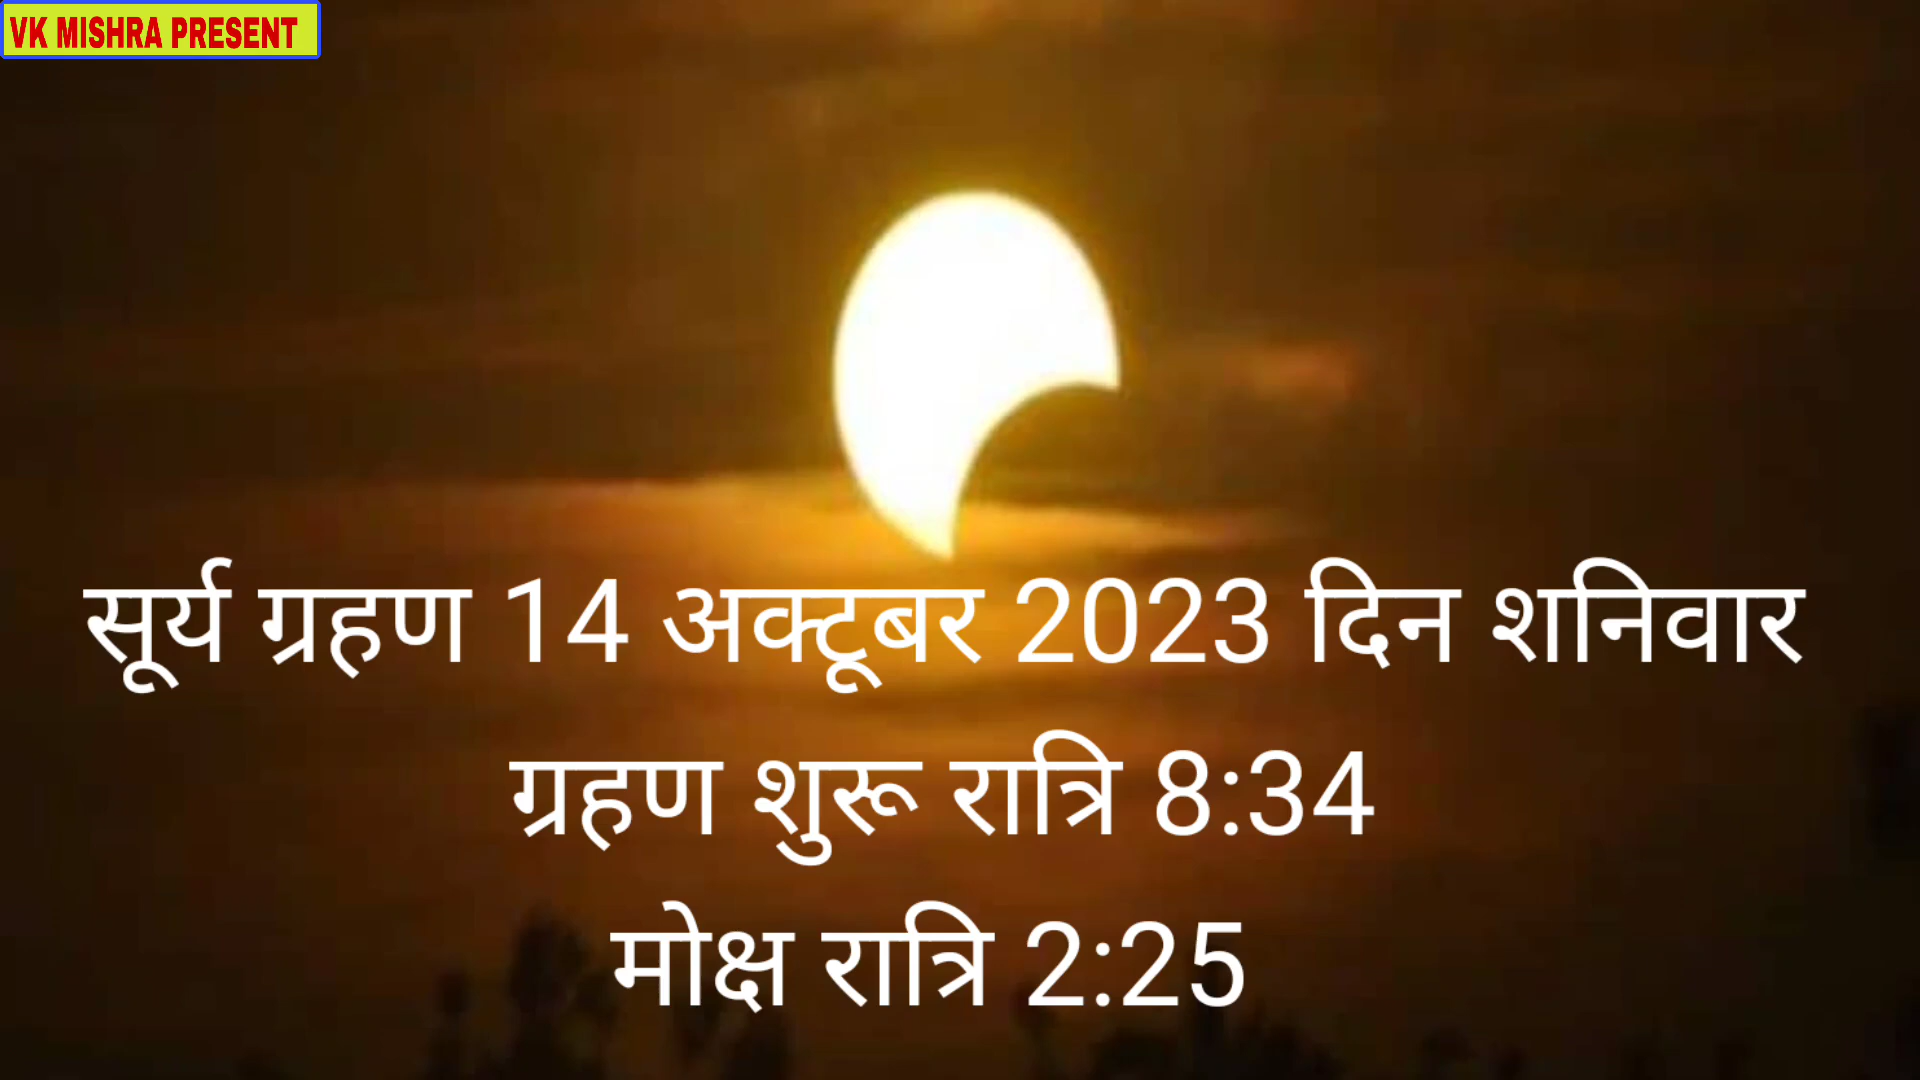 VK MISHRA PRESENT
सूर्य ग्रहण 14 अक्टूबर 2023 दिन शनिवार
ग्रहण शुरू रात्रि 8:34
मोक्ष रात्रि 2:25